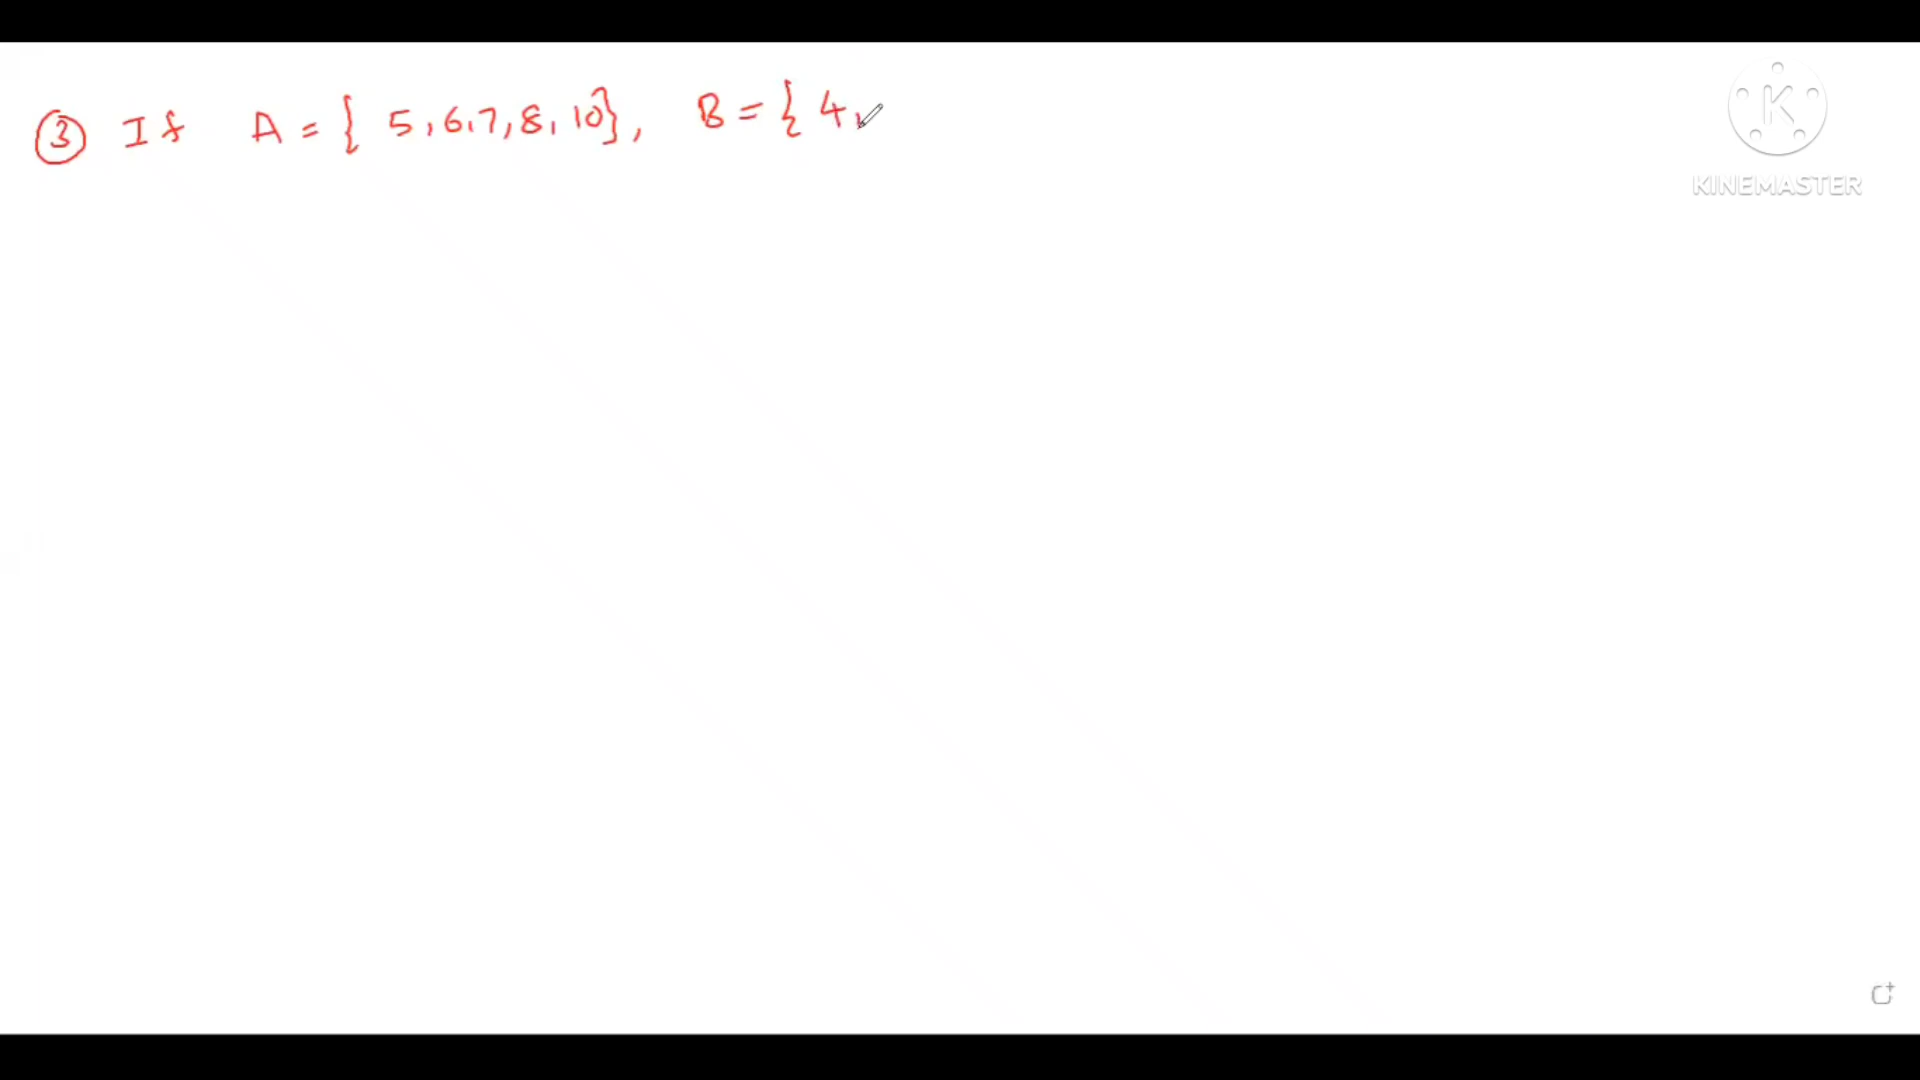 ③ If A = { 5, 6, 7, 8, 10}, B = { 4,
K
KINEMASTER